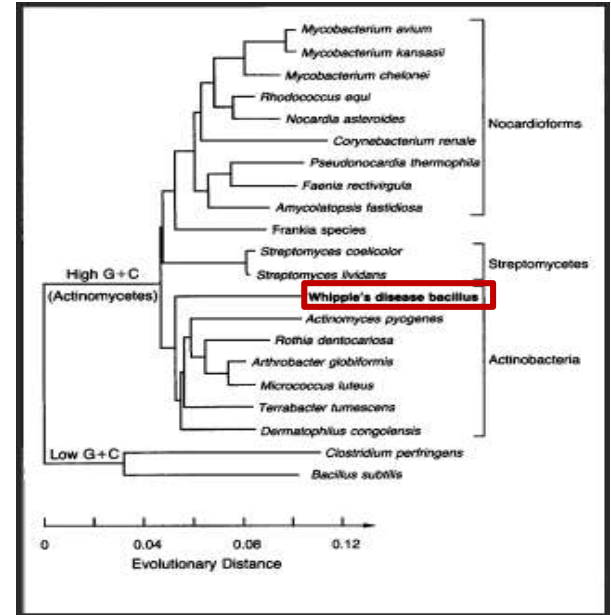 Mycobacterium avium
Mycobacterium kansasii
Mycobacterium chelonei
Rhodococcus equi
Nocardia asteroides
Corynebacterium renale
Nocardioforms
Pseudonocardia thermophila
Faenia rectivirgula
Amycolatopsis fastidiosa
Frankia species
Streptomyces coelicolor
Streptomycetes
High G+C
(Actinomycetes)
Streptomyces lividans
Whipple's disease bacillus
Actinomyces pyogenes
Rothia dentocariosa
Arthrobacter globiformis
Actinobacteria
Micrococcus luteus
Terrabacter tumescens
Dermatophilus congolensis
Low G+C
Clostridium perfringens
Bacillus subtilis
0 0.04 0.08 0.12
Evolutionary Distance